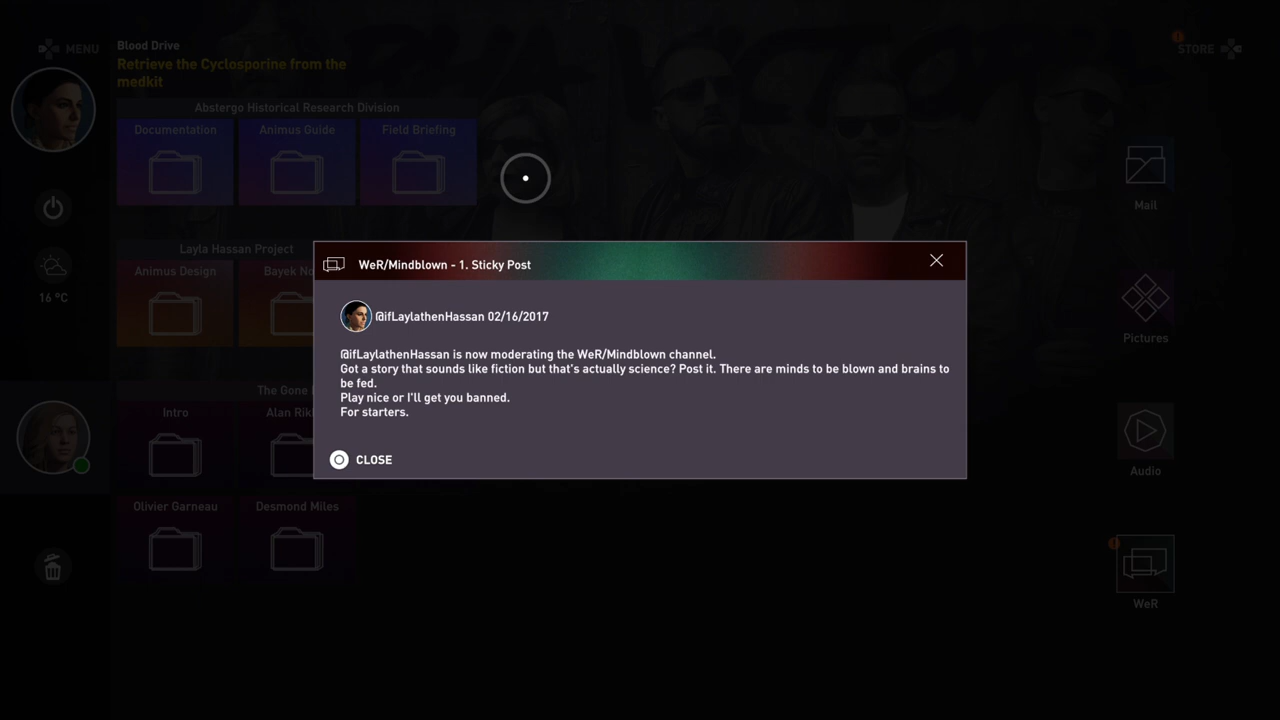 MENU
Blood Drive
Retrieve the Cyclosporine from the
medkit
STORE
Abstergo Historical Research Division
Documentation
Animus Guide
Field Briefing
Mail
Layla Hassan Project
Animus Design
Bayek No
16 °C
WeR/Mindblown - 1. Sticky Post
@ifLaylathenHassan 02/16/2017
@ifLaylathenHassan is now moderating the WeR/Mindblown channel.
Got a story that sounds like fiction but that's actually science? Post it. There are minds to be blown and brains to
be fed.
Play nice or I'll get you banned.
For starters.
CLOSE
Pictures
The Gone
Intro
Alan Rik
Audio
Olivier Garneau
Desmond Miles
WeR